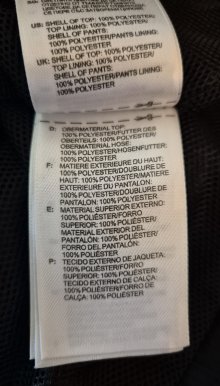 US: SHELL OF TOP: 100% POLYESTER/
TOP LINING: 100% POLYESTER/
SHELL OF PANTS:
100% POLYESTER/PANTS LINING:
100% POLYESTER
UK: SHELL OF TOP: 100% POLYESTER/
TOP LINING: 100% POLYESTER/
SHELL OF PANTS:
100% POLYESTER/PANTS LINING:
100% POLYESTER
D: OBERMATERIAL TOP:
100% POLYESTER/FUTTER DES
OBERTEILS: 100% POLYESTER/
OBERMATERIAL HOSE:
100% POLYESTER/HOSENFUTTER:
100% POLYESTER
F: MATIERE EXTERIEURE DU HAUT:
100% POLYESTER/DOUBLURE DE
HAUT: 100% POLYESTER/MATIERE
EXTERIEURE DU PANTALON:
100% POLYESTER/DOUBLURE DE
PANTALON: 100% POLYESTER
E: MATERIAL SUPERIOR EXTERNO:
100% POLIÉSTER/FORRO
SUPERIOR: 100% POLIÉSTER/
MATERIAL EXTERIOR DEL
PANTALÓN: 100% POLIÉSTER/
FORRO DEL PANTALÓN:
100% POLIÉSTER
P: TECIDO EXTERNO DE JAQUETA:
100% POLIÉSTER/FORRO
SUPERIOR: 100% POLIÉSTER/
TECIDO EXTERNO DE CALÇA:
100% POLIÉSTER/FORRO DE
CALÇA: 100% POLIÉSTER